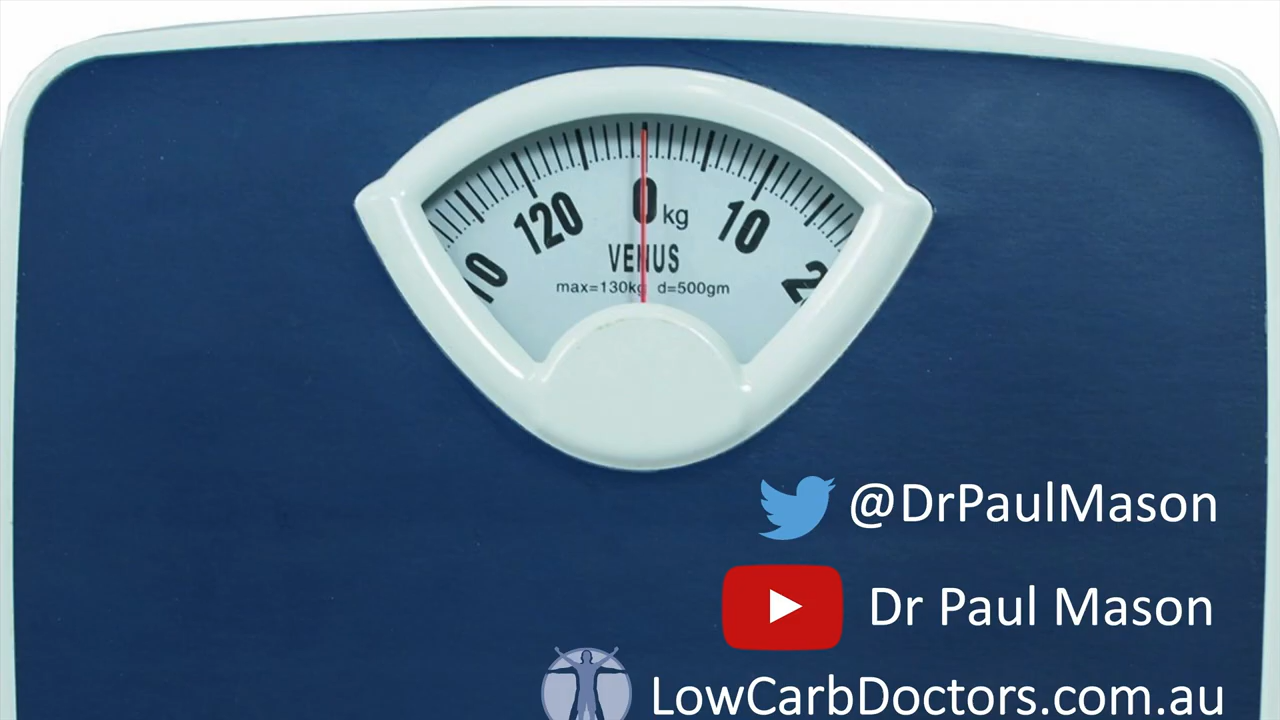 120
0 kg
10
VENUS
max=130kg d=500gm
@DrPaulMason
Dr Paul Mason
LowCarbDoctors.com.au